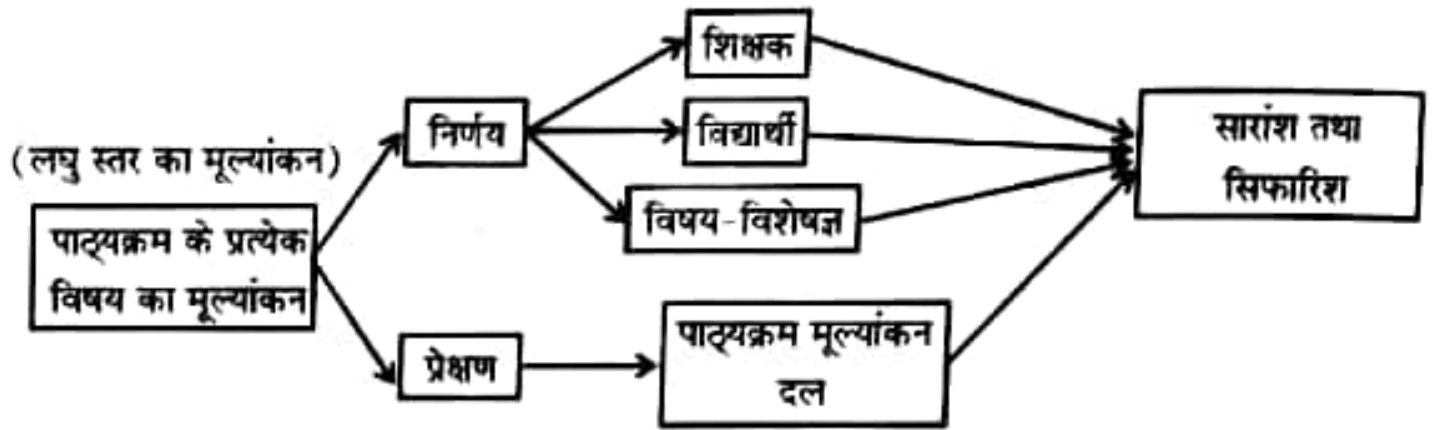 (लघु स्तर का मूल्यांकन)
पाठ्यक्रम के प्रत्येक
विषय का मूल्यांकन
निर्णय
प्रेक्षण
शिक्षक
विद्यार्थी
विषय-विशेषज्ञ
पाठ्यक्रम मूल्यांकन
दल
सारांश तथा
सिफारिश